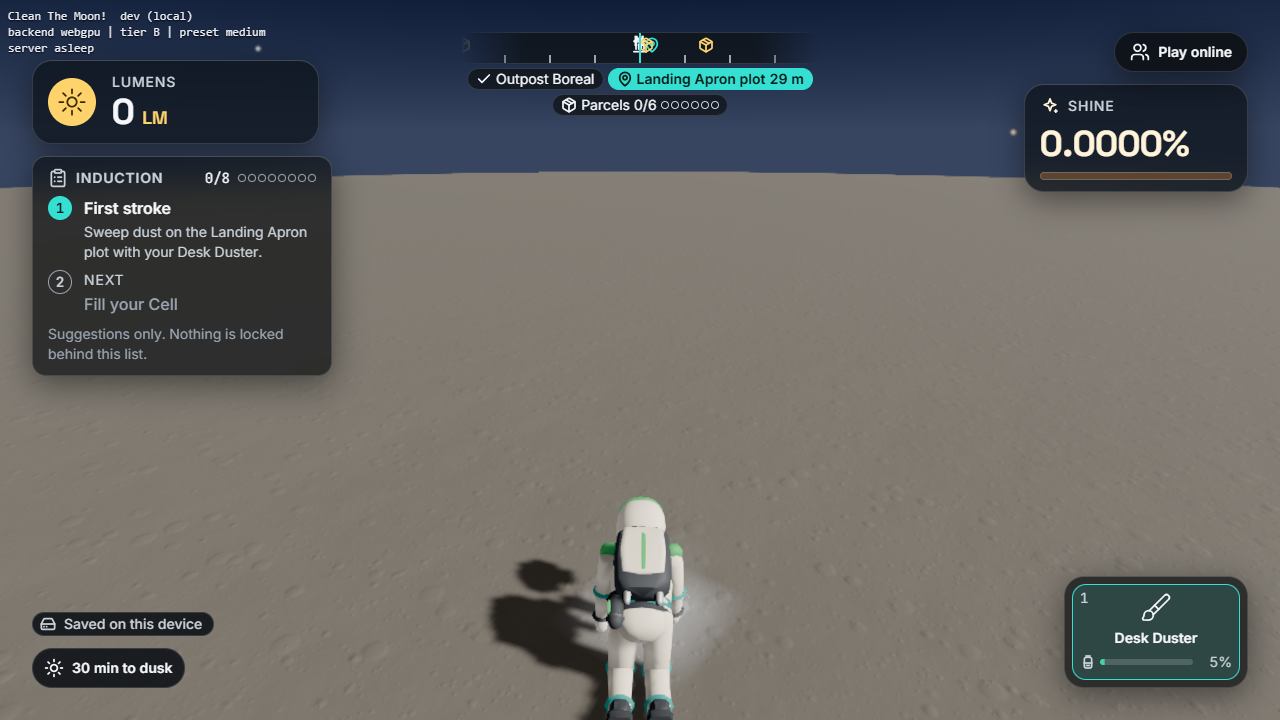 Clean The Moon! dev (local)
backend webgpu | tier B | preset medium
server asleep
LUMENS
0 LM
INDUCTION 0/8
1 First stroke
Sweep dust on the Landing Apron
plot with your Desk Duster.
2 NEXT
Fill your Cell
Suggestions only. Nothing is locked
behind this list.
Outpost Boreal
Landing Apron plot 29 m
Parcels 0/6
Play online
SHINE
0.0000%
Saved on this device
30 min to dusk
1
Desk Duster
5%